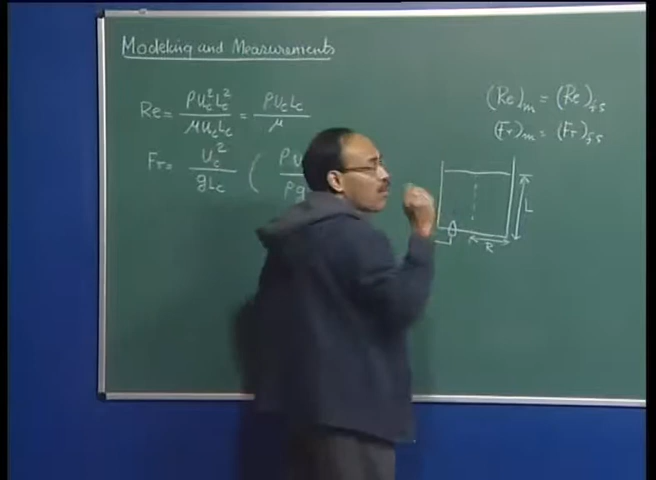 Modeling and Measurements
Re = ρU_c²L_c² / μU_cL_c = ρU_cL_c / μ
Fr = U_c² / gL_c (
(Re)_m = (Re)_fs
(Fr)_m = (Fr)_fs
L
R